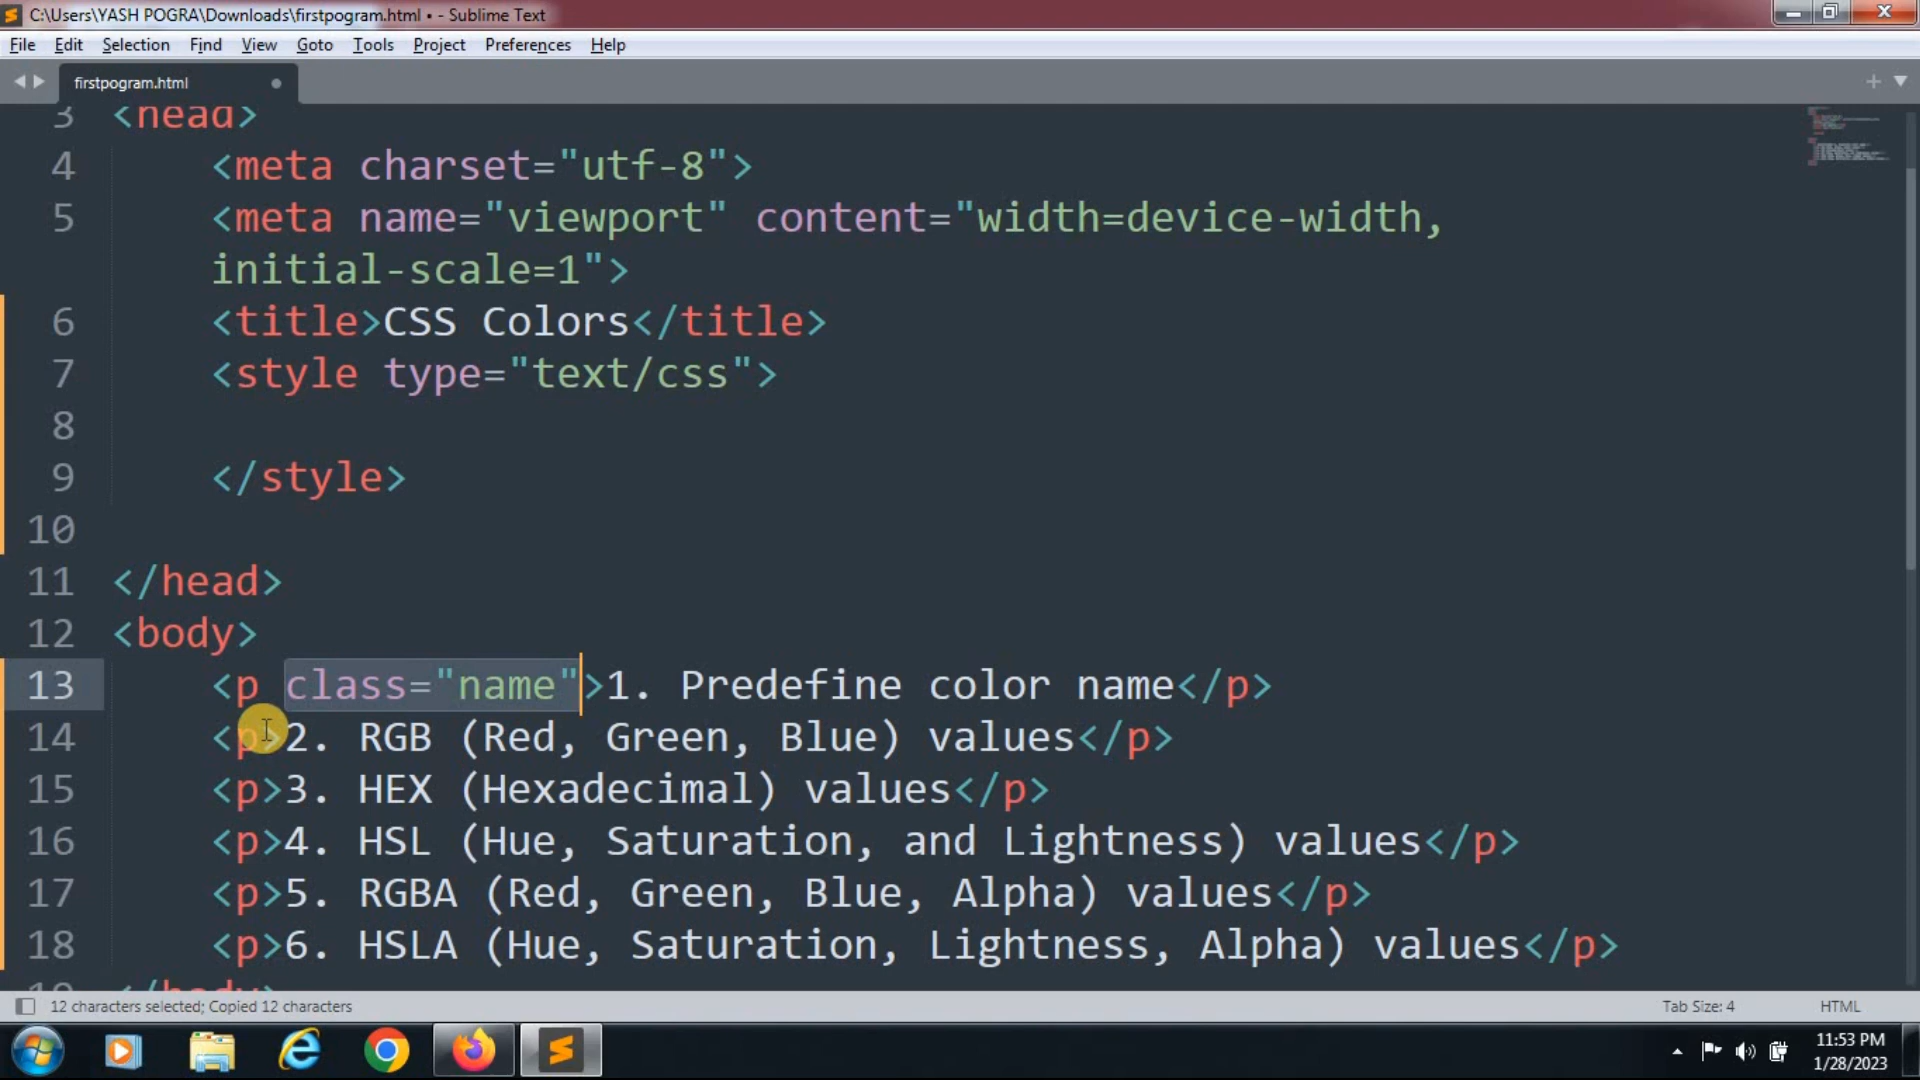 C:\Users\YASH POGRA\Downloads\firstpogram.html • - Sublime Text
File Edit Selection Find View Goto Tools Project Preferences Help
firstpogram.html
3 <head>
4 <meta charset="utf-8">
5 <meta name="viewport" content="width=device-width,
initial-scale=1">
6 <title>CSS Colors</title>
7 <style type="text/css">
8
9 </style>
10
11 </head>
12 <body>
13 <p class="name">1. Predefine color name</p>
14 <p>2. RGB (Red, Green, Blue) values</p>
15 <p>3. HEX (Hexadecimal) values</p>
16 <p>4. HSL (Hue, Saturation, and Lightness) values</p>
17 <p>5. RGBA (Red, Green, Blue, Alpha) values</p>
18 <p>6. HSLA (Hue, Saturation, Lightness, Alpha) values</p>
19 </body>
12 characters selected; Copied 12 characters
Tab Size: 4
HTML
11:53 PM
1/28/2023